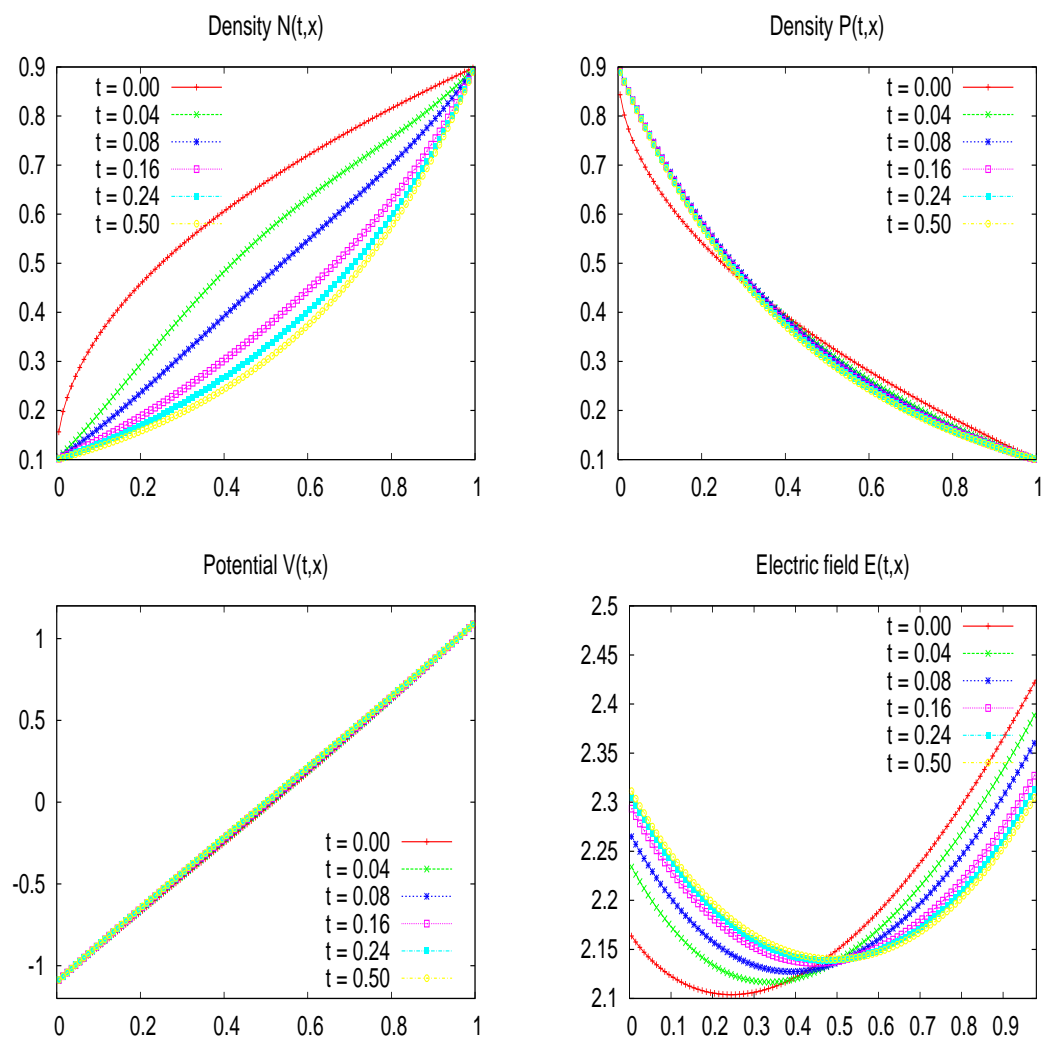 Density N(t,x)
0.9
0.8
0.7
0.6
0.5
0.4
0.3
0.2
0.1
t = 0.00
t = 0.04
t = 0.08
t = 0.16
t = 0.24
t = 0.50
0 0.2 0.4 0.6 0.8 1
Density P(t,x)
0.9
0.8
0.7
0.6
0.5
0.4
0.3
0.2
0.1
t = 0.00
t = 0.04
t = 0.08
t = 0.16
t = 0.24
t = 0.50
0 0.2 0.4 0.6 0.8 1
Potential V(t,x)
1
0.5
0
-0.5
-1
t = 0.00
t = 0.04
t = 0.08
t = 0.16
t = 0.24
t = 0.50
0 0.2 0.4 0.6 0.8 1
Electric field E(t,x)
2.5
2.45
2.4
2.35
2.3
2.25
2.2
2.15
2.1
t = 0.00
t = 0.04
t = 0.08
t = 0.16
t = 0.24
t = 0.50
0 0.1 0.2 0.3 0.4 0.5 0.6 0.7 0.8 0.9